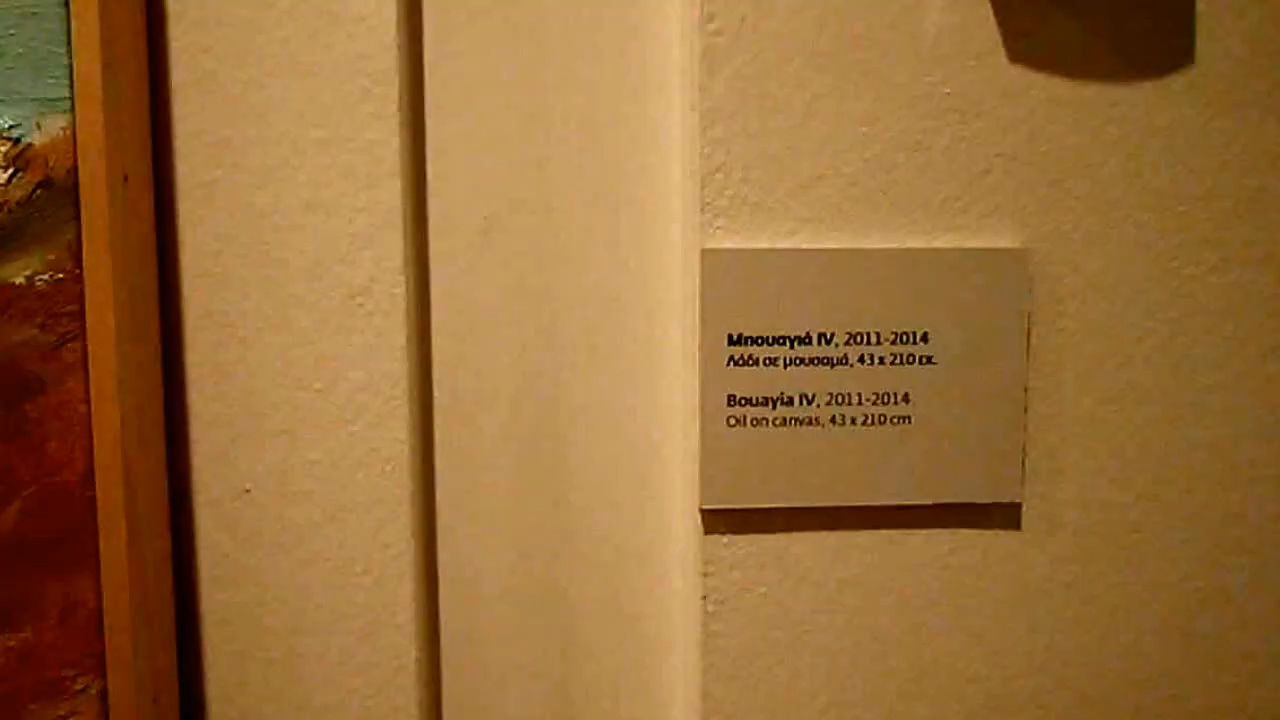 Μπουαγιά IV, 2011-2014
Λάδι σε μουσαμά, 43 x 210 εκ.
Bouayia IV, 2011-2014
Oil on canvas, 43 x 210 cm